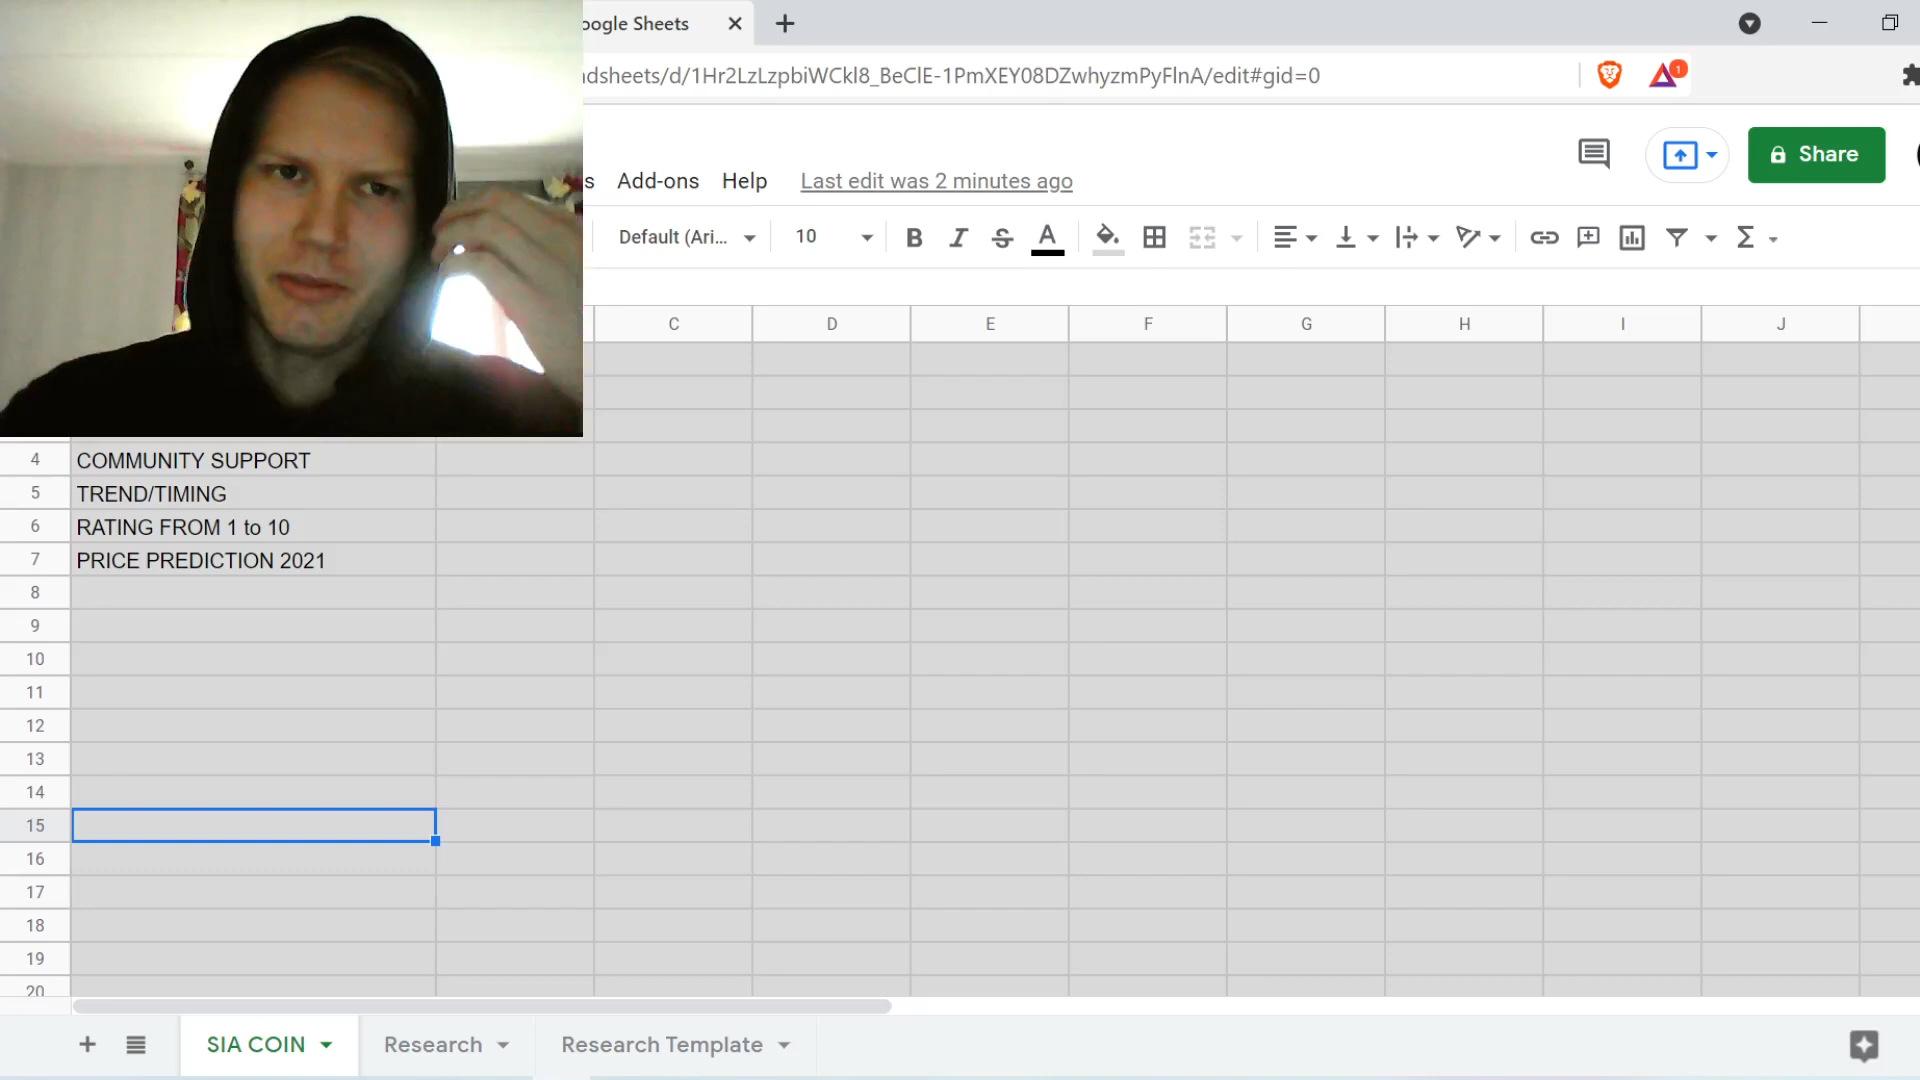 oogle Sheets
dsheets/d/1Hr2LzLzpbiWCkl8_BeClE-1PmXEY08DZwhyzmPyFlnA/edit#gid=0
1
Share
s Add-ons Help Last edit was 2 minutes ago
Default (Ari... 10 B I S A
C D E F G H I J
4 COMMUNITY SUPPORT
5 TREND/TIMING
6 RATING FROM 1 to 10
7 PRICE PREDICTION 2021
8
9
10
11
12
13
14
15
16
17
18
19
20
SIA COIN Research Research Template